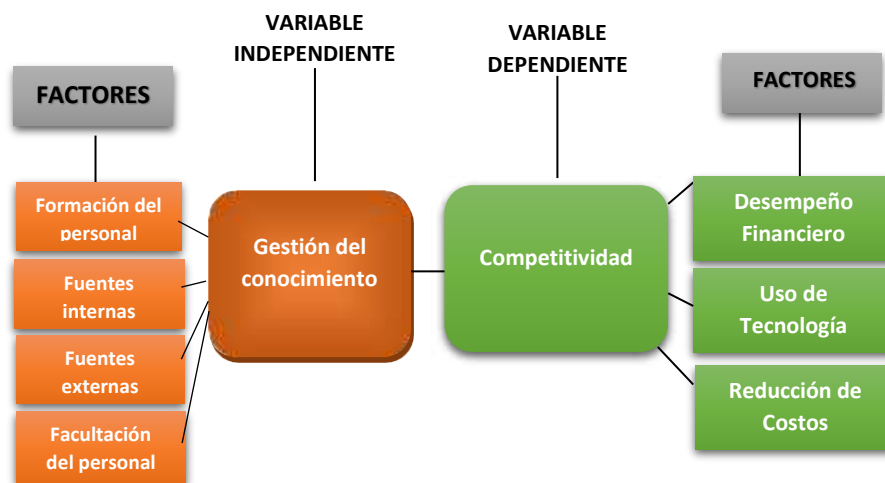 VARIABLE
INDEPENDIENTE
VARIABLE
DEPENDIENTE
FACTORES
FACTORES
Formación del
personal
Fuentes
internas
Fuentes
externas
Facultación
del personal
Gestión del
conocimiento
Competitividad
Desempeño
Financiero
Uso de
Tecnología
Reducción de
Costos